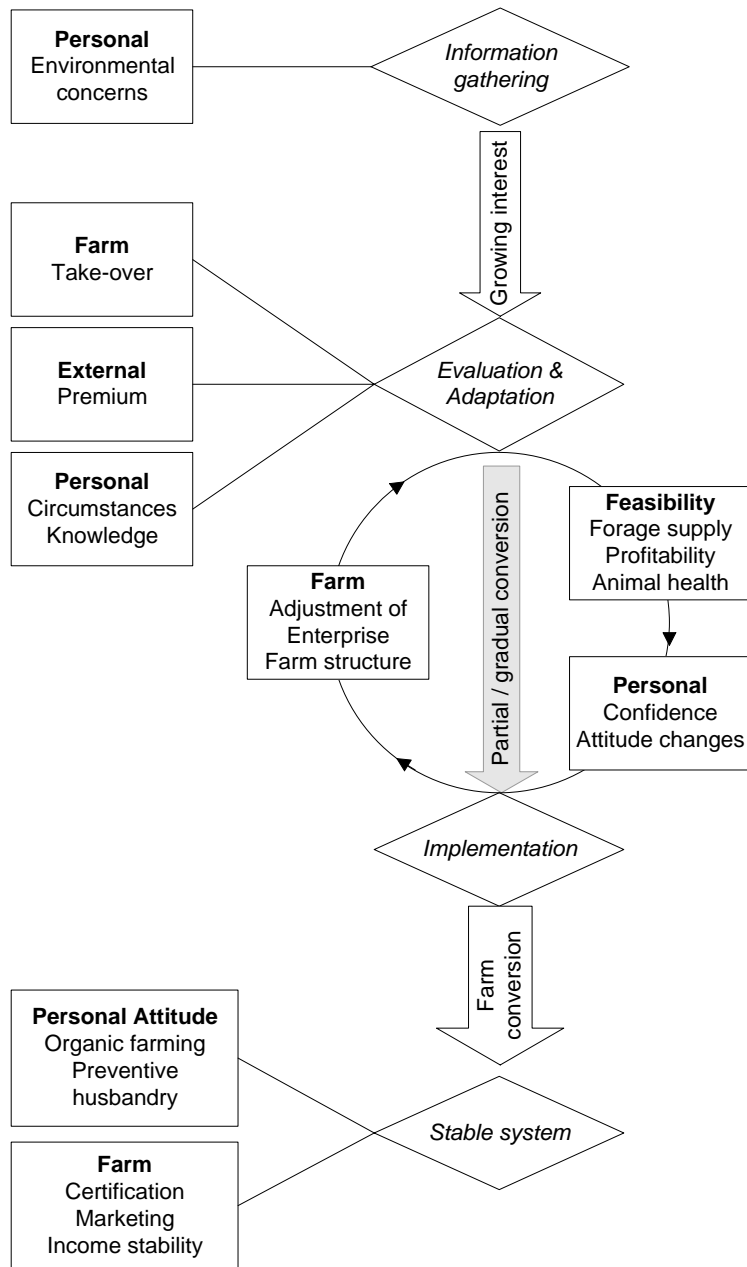 Personal
Environmental
concerns
Information
gathering
Growing interest
Farm
Take-over
External
Premium
Personal
Circumstances
Knowledge
Evaluation &
Adaptation
Partial / gradual conversion
Feasibility
Forage supply
Profitability
Animal health
Personal
Confidence
Attitude changes
Farm
Adjustment of
Enterprise
Farm structure
Implementation
Farm
conversion
Personal Attitude
Organic farming
Preventive
husbandry
Farm
Certification
Marketing
Income stability
Stable system